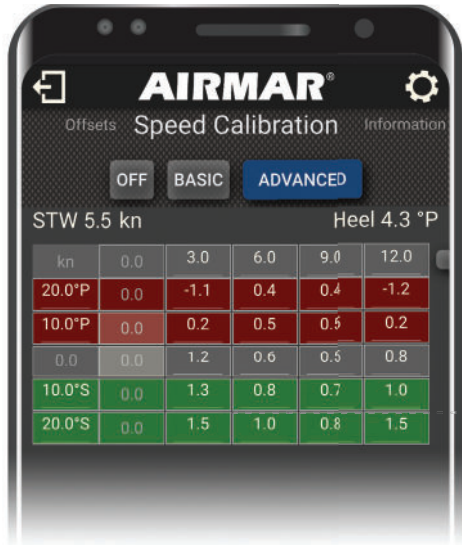 AIRMAR®
Offsets Speed Calibration Information
OFF BASIC ADVANCED
STW 5.5 kn Heel 4.3 °P
kn 0.0 3.0 6.0 9.0 12.0
20.0°P 0.0 -1.1 0.4 0.4 -1.2
10.0°P 0.0 0.2 0.5 0.5 0.2
0.0 0.0 1.2 0.6 0.5 0.8
10.0°S 0.0 1.3 0.8 0.7 1.0
20.0°S 0.0 1.5 1.0 0.8 1.5